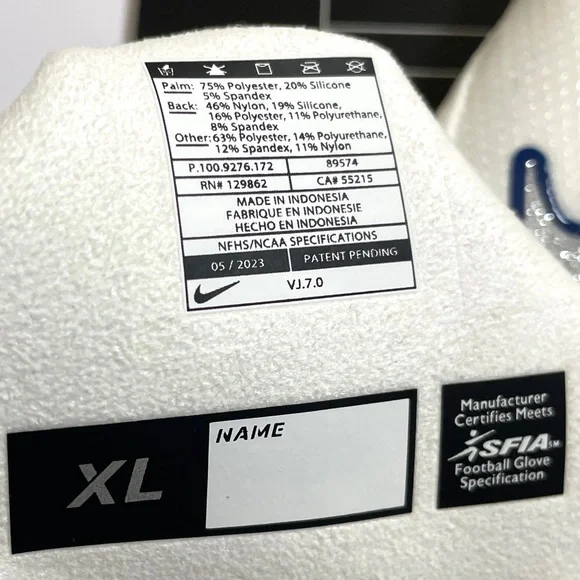 Palm: 75% Polyester, 20% Silicone
5% Spandex
Back: 46% Nylon, 19% Silicone,
16% Polyester, 11% Polyurethane,
8% Spandex
Other: 63% Polyester, 14% Polyurethane,
12% Spandex, 11% Nylon
P.100.9276.172 89574
RN# 129862 CA# 55215
MADE IN INDONESIA
FABRIQUE EN INDONESIE
HECHO EN INDONESIA
NFHS/NCAA SPECIFICATIONS
05 / 2023 PATENT PENDING
VJ.7.0
XL
NAME
Manufacturer
Certifies Meets
SFIA SM
Football Glove
Specification